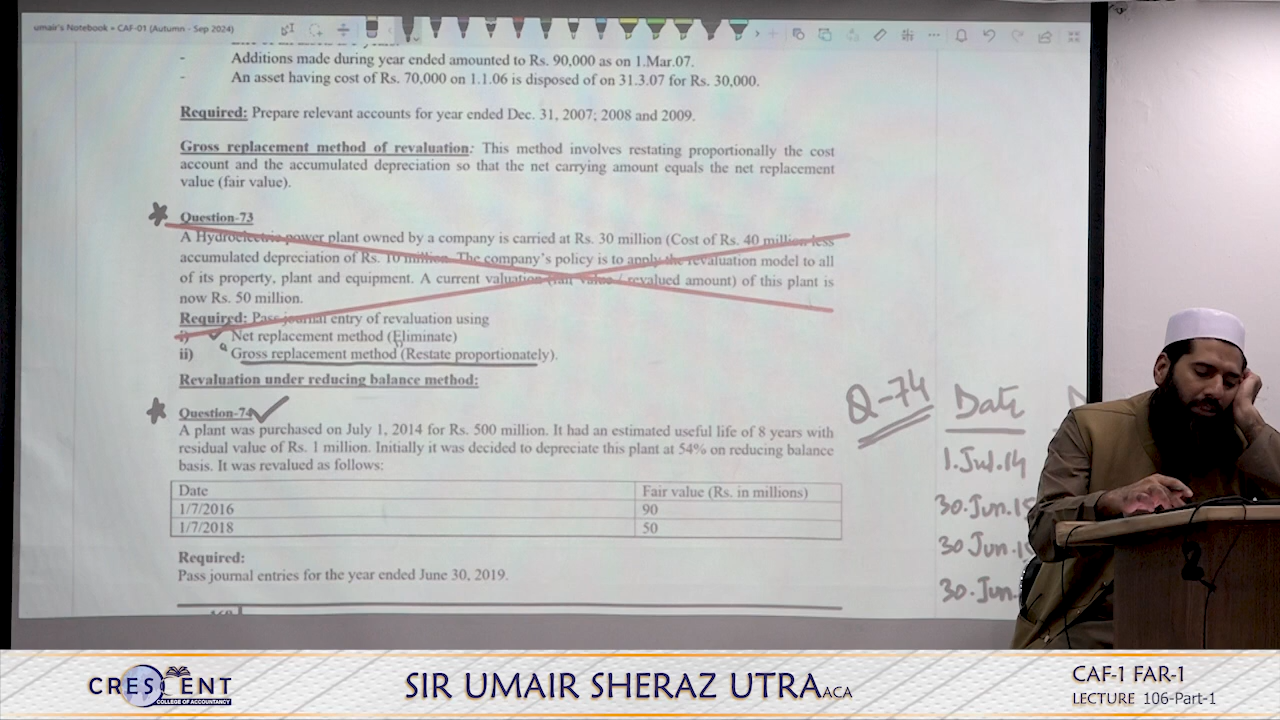 umair's Notebook » CAF-01 (Autumn - Sep 2024)
- Additions made during year ended amounted to Rs. 90,000 as on 1.Mar.07.
- An asset having cost of Rs. 70,000 on 1.1.06 is disposed of on 31.3.07 for Rs. 30,000.
Required: Prepare relevant accounts for year ended Dec. 31, 2007; 2008 and 2009.
Gross replacement method of revaluation: This method involves restating proportionally the cost
account and the accumulated depreciation so that the net carrying amount equals the net replacement
value (fair value).
Question-73
A Hydroelectric power plant owned by a company is carried at Rs. 30 million (Cost of Rs. 40 million less
accumulated depreciation of Rs. 10 million. The company's policy is to apply the revaluation model to all
of its property, plant and equipment. A current valuation (fair value / revalued amount) of this plant is
now Rs. 50 million.
Required: Pass journal entry of revaluation using
i) Net replacement method (Eliminate)
ii) Gross replacement method (Restate proportionately).
Revaluation under reducing balance method:
Question-74
A plant was purchased on July 1, 2014 for Rs. 500 million. It had an estimated useful life of 8 years with
residual value of Rs. 1 million. Initially it was decided to depreciate this plant at 54% on reducing balance
basis. It was revalued as follows:
Date Fair value (Rs. in millions)
1/7/2016 90
1/7/2018 50
Required:
Pass journal entries for the year ended June 30, 2019.
Q-74 Date
1.Jul.14
30.Jun.15
30 Jun.1
30.Jun.
CRESCENT
COLLEGE OF ACCOUNTANCY
SIR UMAIR SHERAZ UTRA ACA
CAF-1 FAR-1
LECTURE 106-Part-1